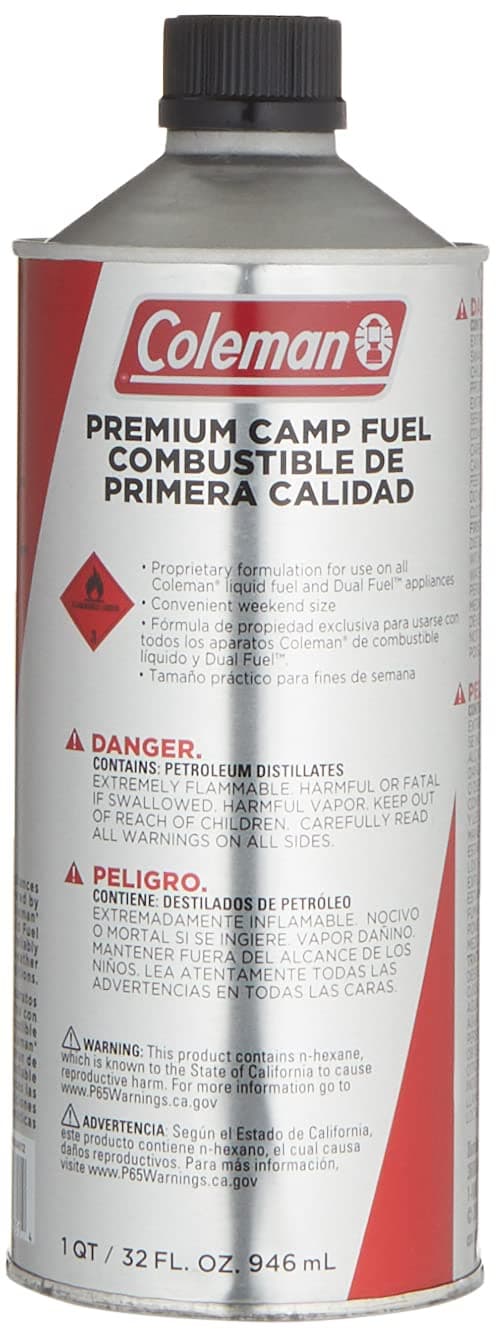 Coleman
PREMIUM CAMP FUEL
COMBUSTIBLE DE
PRIMERA CALIDAD
• Proprietary formulation for use on all
Coleman® liquid fuel and Dual Fuel™ appliances
• Convenient weekend size
• Fórmula de propiedad exclusiva para usarse con
todos los aparatos Coleman® de combustible
líquido y Dual Fuel™.
• Tamaño práctico para fines de semana
3
DANGER.
CONTAINS: PETROLEUM DISTILLATES
EXTREMELY FLAMMABLE. HARMFUL OR FATAL
IF SWALLOWED. HARMFUL VAPOR. KEEP OUT
OF REACH OF CHILDREN. CAREFULLY READ
ALL WARNINGS ON ALL SIDES.
PELIGRO.
CONTIENE: DESTILADOS DE PETRÓLEO
EXTREMADAMENTE INFLAMABLE. NOCIVO
O MORTAL SI SE INGIERE. VAPOR DAÑINO.
MANTENER FUERA DEL ALCANCE DE LOS
NIÑOS. LEA ATENTAMENTE TODAS LAS
ADVERTENCIAS EN TODAS LAS CARAS.
WARNING: This product contains n-hexane,
which is known to the State of California to cause
reproductive harm. For more information go to
www.P65Warnings.ca.gov
ADVERTENCIA: Según el Estado de California,
este producto contiene n-hexano, el cual causa
daños reproductivos. Para más información,
visite www.P65Warnings.ca.gov
1 QT / 32 FL. OZ. 946 mL